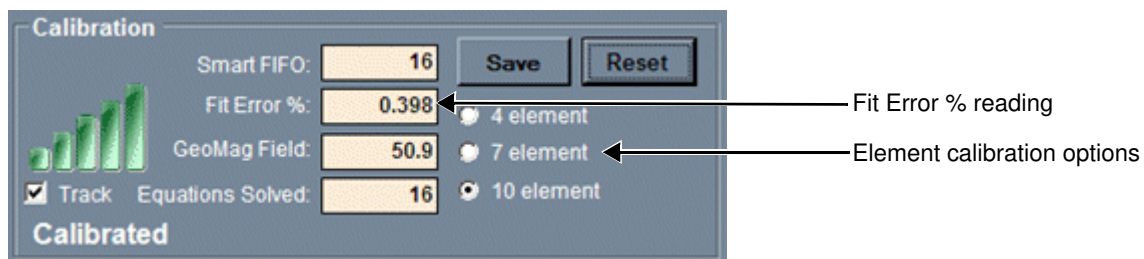 Calibration
Smart FIFO: 16 Save Reset
Fit Error %: 0.398 Fit Error % reading
4 element
GeoMag Field: 50.9 7 element Element calibration options
Track Equations Solved: 16 10 element
Calibrated